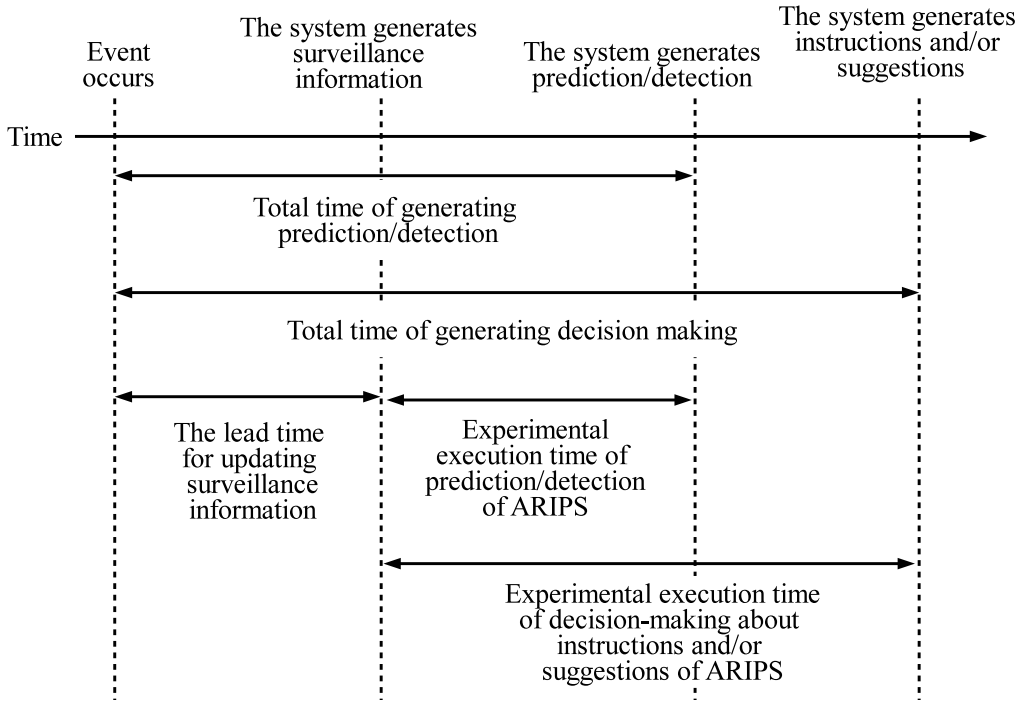 Event
occurs
The system generates
surveillance
information
The system generates
prediction/detection
The system generates
instructions and/or
suggestions
Time
Total time of generating
prediction/detection
Total time of generating decision making
The lead time
for updating
surveillance
information
Experimental
execution time of
prediction/detection
of ARIPS
Experimental execution time
of decision-making about
instructions and/or
suggestions of ARIPS